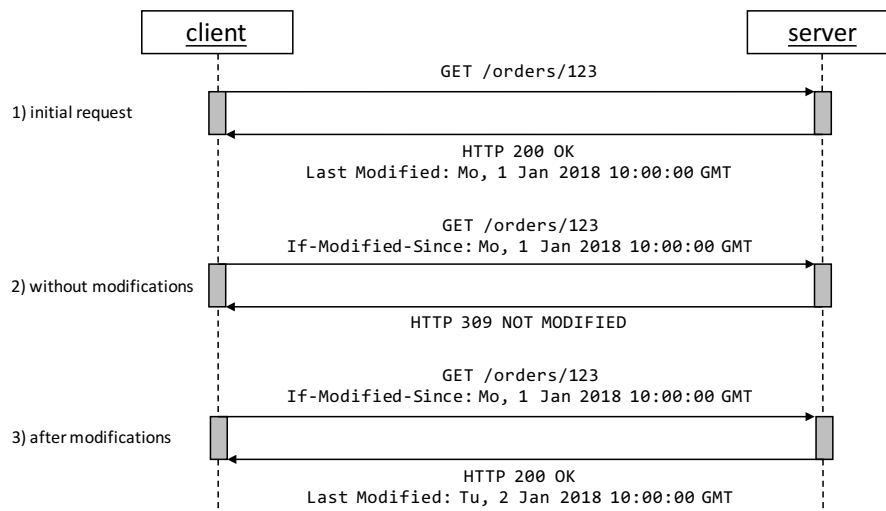 client
server
GET /orders/123
1) initial request
HTTP 200 OK
Last Modified: Mo, 1 Jan 2018 10:00:00 GMT
GET /orders/123
If-Modified-Since: Mo, 1 Jan 2018 10:00:00 GMT
2) without modifications
HTTP 309 NOT MODIFIED
GET /orders/123
If-Modified-Since: Mo, 1 Jan 2018 10:00:00 GMT
3) after modifications
HTTP 200 OK
Last Modified: Tu, 2 Jan 2018 10:00:00 GMT